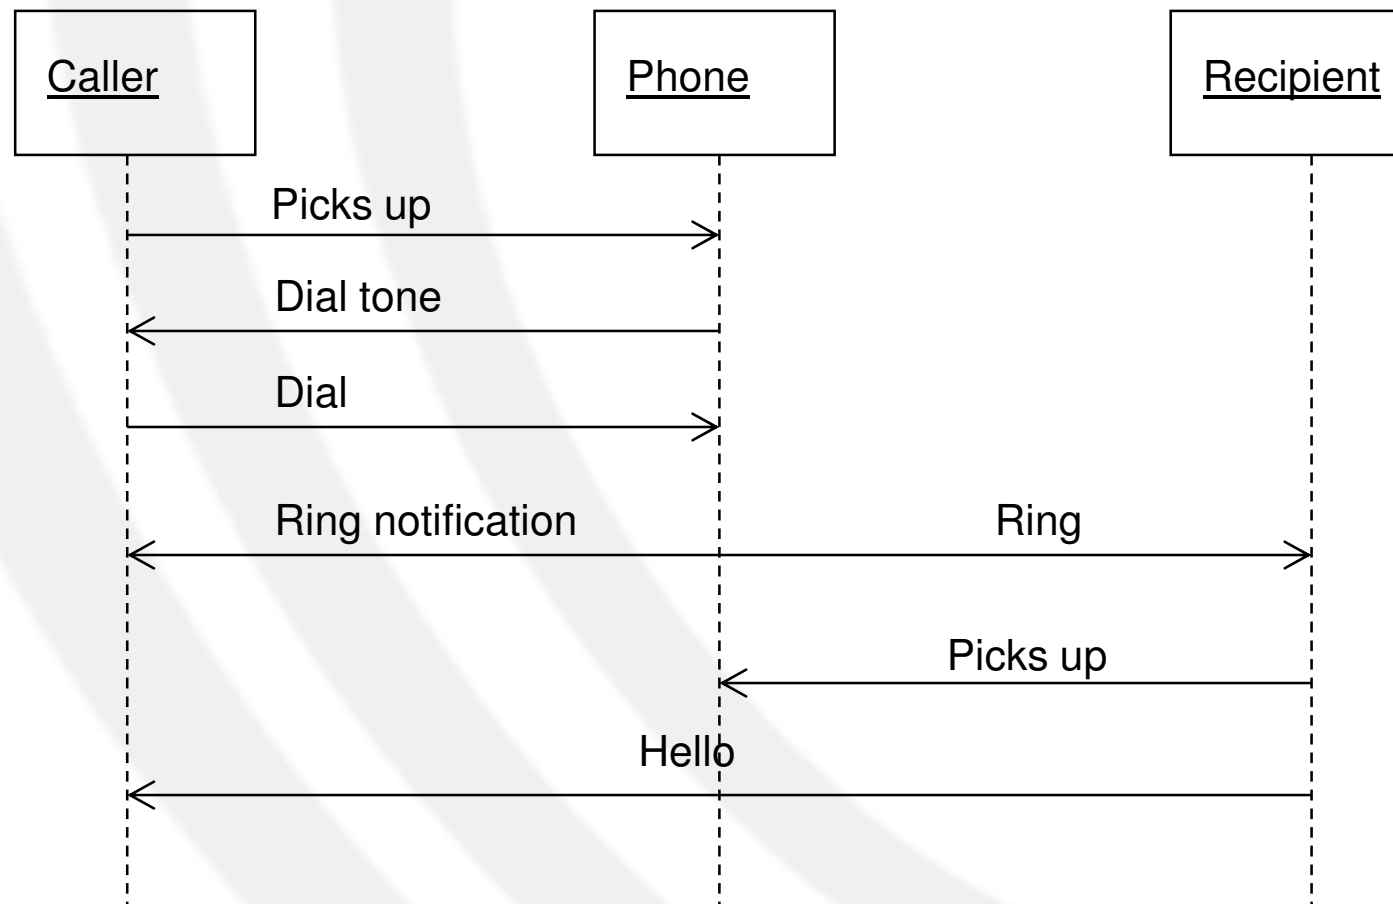 Caller
Phone
Recipient
Picks up
Dial tone
Dial
Ring notification
Ring
Picks up
Hello